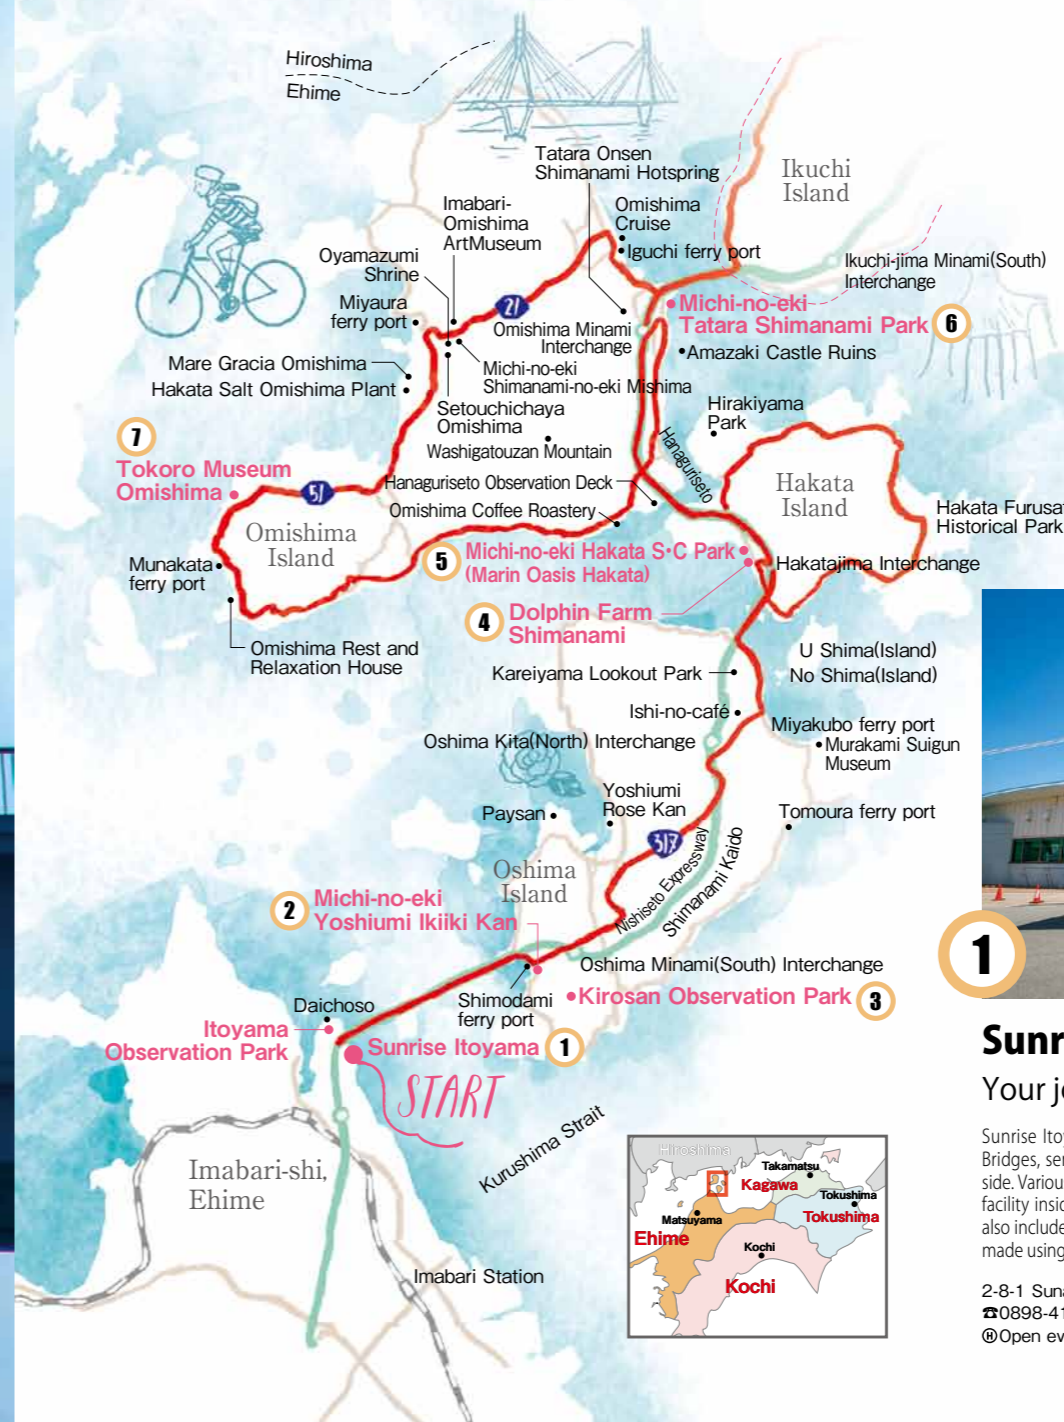 Hiroshima
Ehime
Tatara Onsen
Shimanami Hotspring
Ikuchi
Island
Imabari-
Omishima
ArtMuseum
Omishima
Cruise
Iguchi ferry port
Oyamazumi
Shrine
Miyaura
ferry port
21
Ikuchi-jima Minami(South)
Interchange
Michi-no-eki
Tatara Shimanami Park
6
Omishima Minami
Interchange
Amazaki Castle Ruins
Mare Gracia Omishima
Hakata Salt Omishima Plant
Michi-no-eki
Shimanami-no-eki Mishima
Setouchichaya
Omishima
Hirakiyama
Park
7
Tokoro Museum
Omishima
Washigatouzan Mountain
Hanaguriseto
Hanaguriseto Observation Deck
51
Hakata
Island
Omishima Coffee Roastery
Hakata Furusa
Historical Park
Omishima
Island
5
Michi-no-eki Hakata S・C Park
(Marin Oasis Hakata)
Munakata
ferry port
Hakatajima Interchange
4
Dolphin Farm
Shimanami
Omishima Rest and
Relaxation House
U Shima(Island)
No Shima(Island)
Kareiyama Lookout Park
Ishi-no-café
Miyakubo ferry port
Oshima Kita(North) Interchange
Murakami Suigun
Museum
Paysan
Yoshiumi
Rose Kan
Tomoura ferry port
317
Nishiseto Expressway
Shimanami Kaido
Oshima
Island
2
Michi-no-eki
Yoshiumi Ikiiki Kan
Oshima Minami(South) Interchange
Kirosan Observation Park
3
Shimodami
ferry port
Daichoso
Itoyama
Observation Park
Sunrise Itoyama
1
START
Kurushima Strait
Imabari-shi,
Ehime
Imabari Station
Hiroshima
Takamatsu
Kagawa
Tokushima
Tokushima
Matsuyama
Ehime
Kochi
Kochi
1
Sunr
Your jo
Sunrise Ito
Bridges, ser
side. Various
facility insid
also include
made using
2-8-1 Suna
☎0898-41
ⒽOpen ev